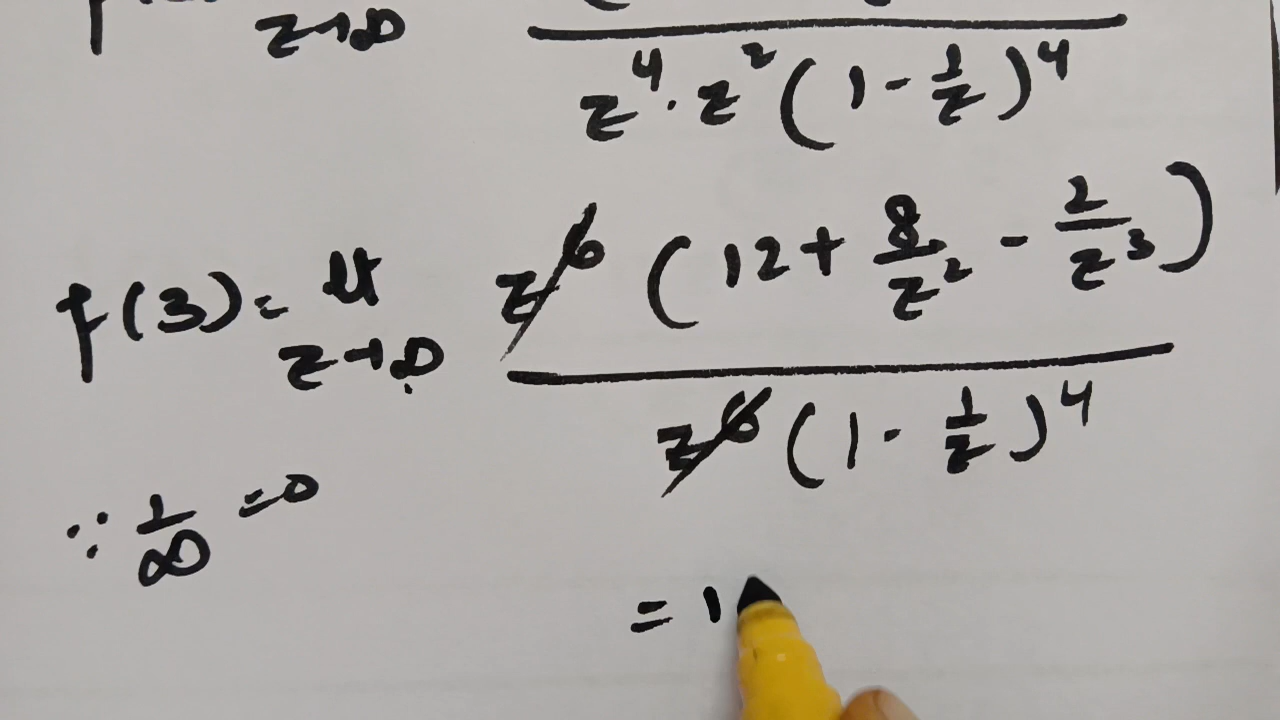 z→∞
z⁴·z²(1 - 1/z)⁴
f(3) = lt z→∞ z⁶(12 + 8/z² - 2/z³) / z⁶(1 - 1/z)⁴
∵ 1/∞ = 0
= 1